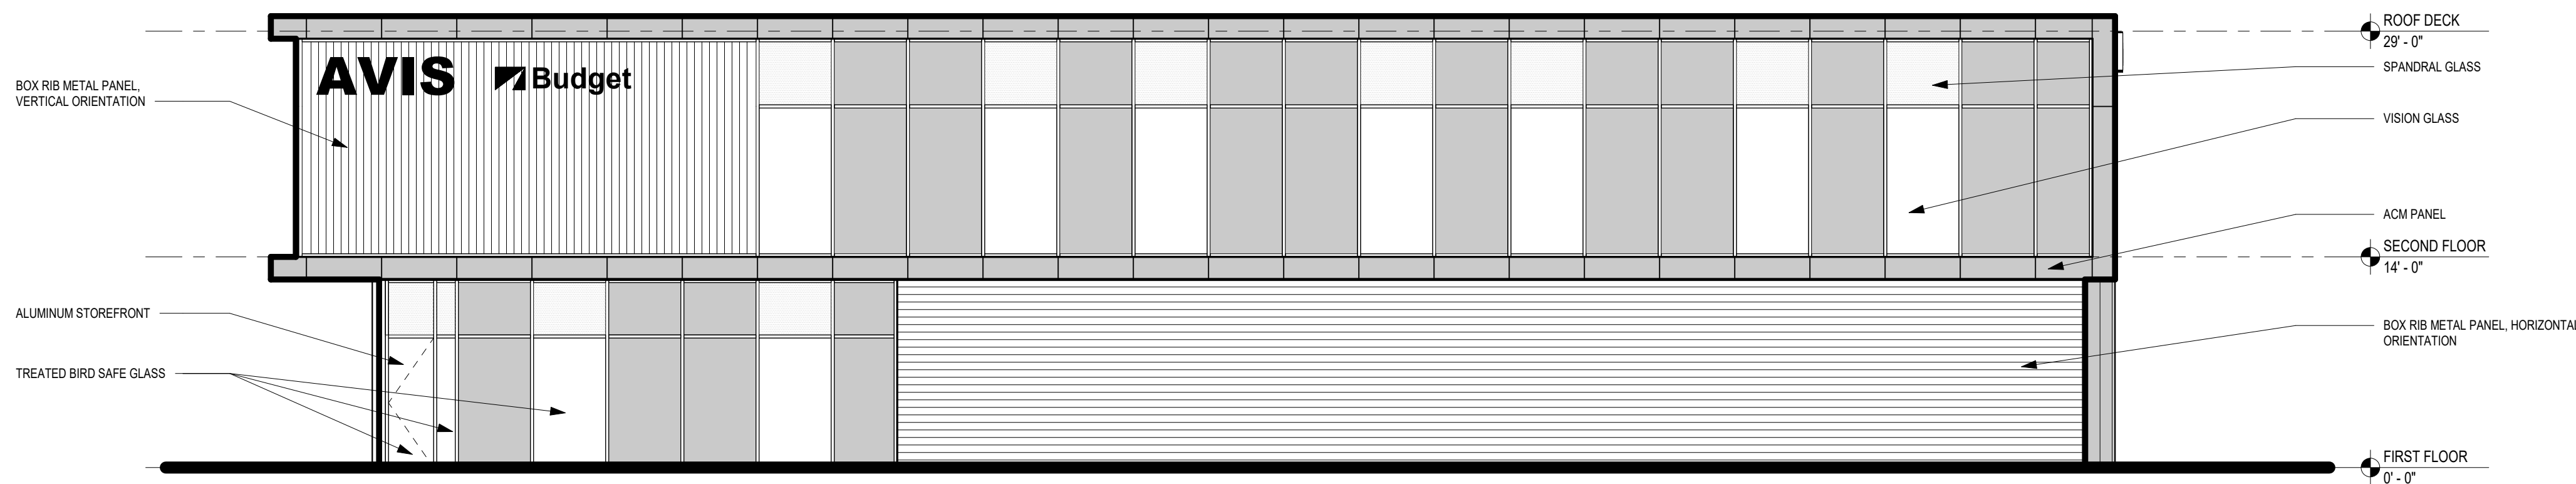 BOX RIB METAL PANEL,
VERTICAL ORIENTATION
ALUMINUM STOREFRONT
TREATED BIRD SAFE GLASS
AVIS Budget
ROOF DECK
29' - 0"
SPANDRAL GLASS
VISION GLASS
ACM PANEL
SECOND FLOOR
14' - 0"
BOX RIB METAL PANEL, HORIZONTAL
ORIENTATION
FIRST FLOOR
0' - 0"